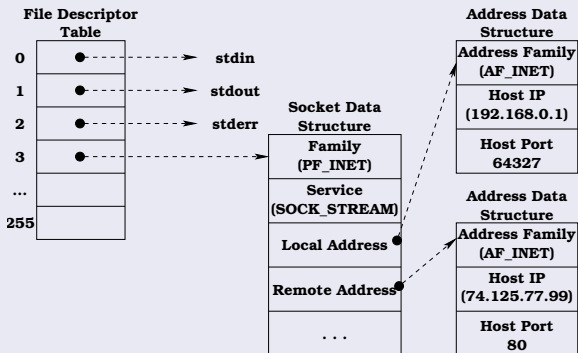 File Descriptor
Table
0
stdin
1
stdout
2
stderr
3
...
255
Socket Data
Structure
Family
(PF_INET)
Service
(SOCK_STREAM)
Local Address
Remote Address
. . .
Address Data
Structure
Address Family
(AF_INET)
Host IP
(192.168.0.1)
Host Port
64327
Address Data
Structure
Address Family
(AF_INET)
Host IP
(74.125.77.99)
Host Port
80